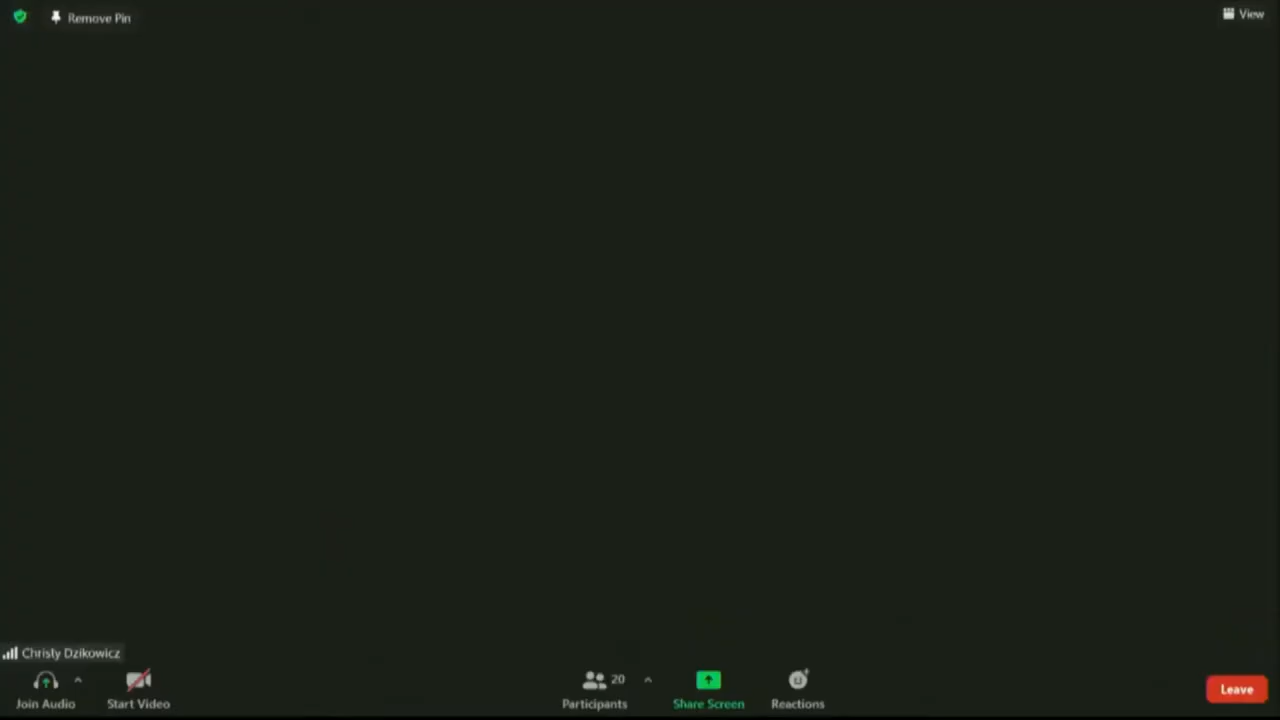 Remove Pin
View
Christy Dzikowicz
Join Audio
Start Video
20
Participants
Share Screen
Reactions
Leave